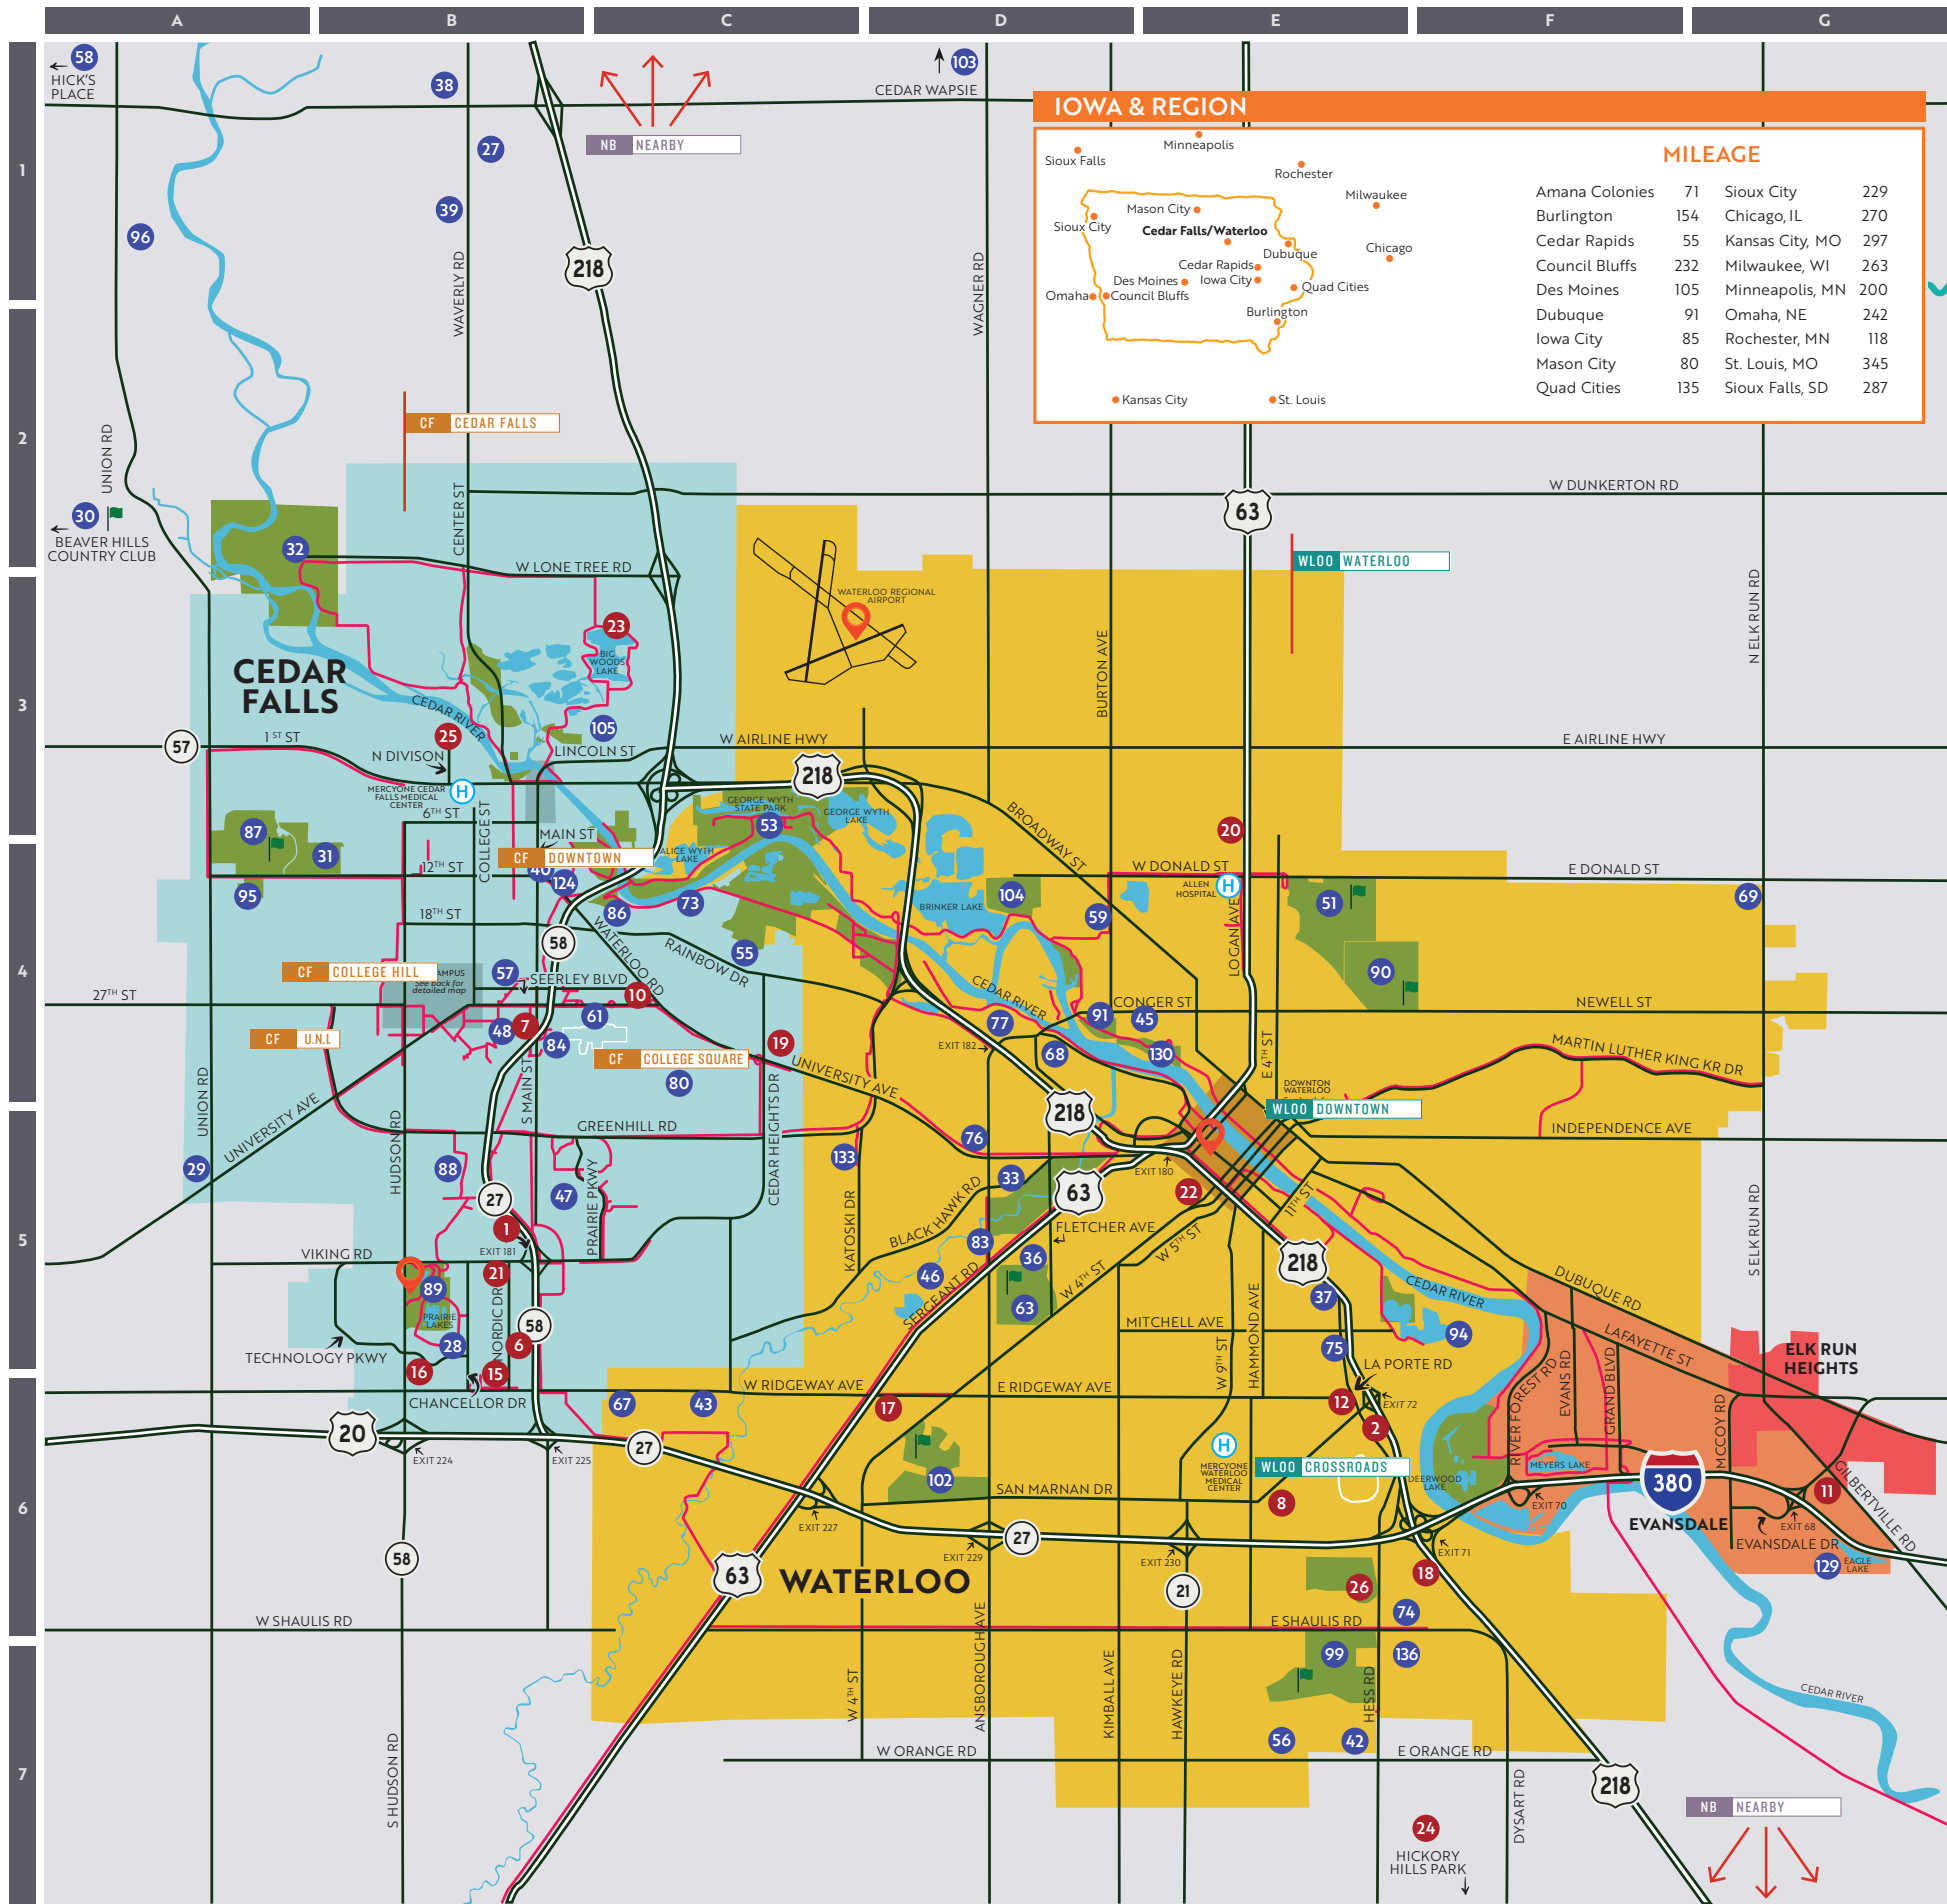 A B C D E F G
1
2
3
4
5
6
7
58
HICK'S
PLACE
38
103
CEDAR WAPSIE
27
NB NEARBY
39
96
218
WAVERLY RD
WAGNER RD
UNION RD
CF CEDAR FALLS
IOWA & REGION
Minneapolis
Sioux Falls
Rochester
Milwaukee
Mason City
Sioux City
Cedar Falls/Waterloo
Dubuque
Chicago
Cedar Rapids
Des Moines
Iowa City
Quad Cities
Omaha
Council Bluffs
Burlington
Kansas City
St. Louis
MILEAGE
Amana Colonies 71 Sioux City 229
Burlington 154 Chicago, IL 270
Cedar Rapids 55 Kansas City, MO 297
Council Bluffs 232 Milwaukee, WI 263
Des Moines 105 Minneapolis, MN 200
Dubuque 91 Omaha, NE 242
Iowa City 85 Rochester, MN 118
Mason City 80 St. Louis, MO 345
Quad Cities 135 Sioux Falls, SD 287
W DUNKERTON RD
63
30
BEAVER HILLS
COUNTRY CLUB
32
CENTER ST
W LONE TREE RD
WLOO WATERLOO
WATERLOO REGIONAL
AIRPORT
N ELK RUN RD
BURTON AVE
23
BIG
WOODS
LAKE
CEDAR
FALLS
CEDAR RIVER
105
25
57
1 ST ST
N DIVISON
LINCOLN ST
W AIRLINE HWY
E AIRLINE HWY
218
MERCYONE CEDAR
FALLS MEDICAL
CENTER
H
6TH ST
COLLEGE ST
MAIN ST
GEORGE WYTH
STATE PARK
GEORGE WYTH
LAKE
53
ALICE WYTH
LAKE
BROADWAY ST
20
87
31
95
CF DOWNTOWN
12TH ST
40
124
86
73
W DONALD ST
E DONALD ST
ALLEN
HOSPITAL
H
51
69
104
BRINKER LAKE
59
LOGAN AVE
18TH ST
58
WATERLOO RD
RAINBOW DR
55
90
CF COLLEGE HILL
AMPUS
See back for
detailed map
57
SEERLEY BLVD
10
27TH ST
CEDAR RIVER
CONGER ST
NEWELL ST
CF U.N.I.
48
7
61
84
CF COLLEGE SQUARE
80
19
77
91
45
EXIT 182
68
130
E 4TH ST
MARTIN LUTHER KING KR DR
UNIVERSITY AVE
DOWNTON
WATERLOO
WLOO DOWNTOWN
218
UNION RD
UNIVERSITY AVE
HUDSON RD
S MAIN ST
GREENHILL RD
CEDAR HEIGHTS DR
INDEPENDENCE AVE
29
88
47
PRAIRIE PKWY
133
76
33
63
EXIT 180
22
11TH ST
27
1
EXIT 181
KATOSKI DR
BLACK HAWK RD
83
FLETCHER AVE
36
W 5TH ST
VIKING RD
21
89
PRAIRIE
LAKES
NORDIC DR
28
58
6
46
SERGEANT RD
63
W 4TH ST
218
S ELK RUN RD
DUBUQUE RD
CEDAR RIVER
37
MITCHELL AVE
94
75
W 9TH ST
HAMMOND AVE
LA PORTE RD
LAFAYETTE ST
ELK RUN
HEIGHTS
TECHNOLOGY PKWY
16
15
CHANCELLOR DR
67
43
W RIDGEWAY AVE
E RIDGEWAY AVE
17
12
EXIT 72
2
RIVER FOREST RD
EVANS RD
GRAND BLVD
MCCOY RD
20
EXIT 224
EXIT 225
27
102
H
MERCYONE
WATERLOO
MEDICAL
CENTER
WLOO CROSSROADS
DEERWOOD
LAKE
MEYERS LAKE
380
GILBERTVILLE RD
SAN MARNAN DR
8
EXIT 70
11
EXIT 227
EVANSDALE
EXIT 68
EVANSDALE DR
EXIT 229
27
EXIT 230
EXIT 71
129
EAGLE
LAKE
58
63
WATERLOO
21
26
18
74
W SHAULIS RD
E SHAULIS RD
99
136
S HUDSON RD
W 4TH ST
ANSBOROUGH AVE
KIMBALL AVE
HAWKEYE RD
HESS RD
CEDAR RIVER
56
42
W ORANGE RD
E ORANGE RD
218
DYSART RD
NB NEARBY
24
HICKORY
HILLS PARK